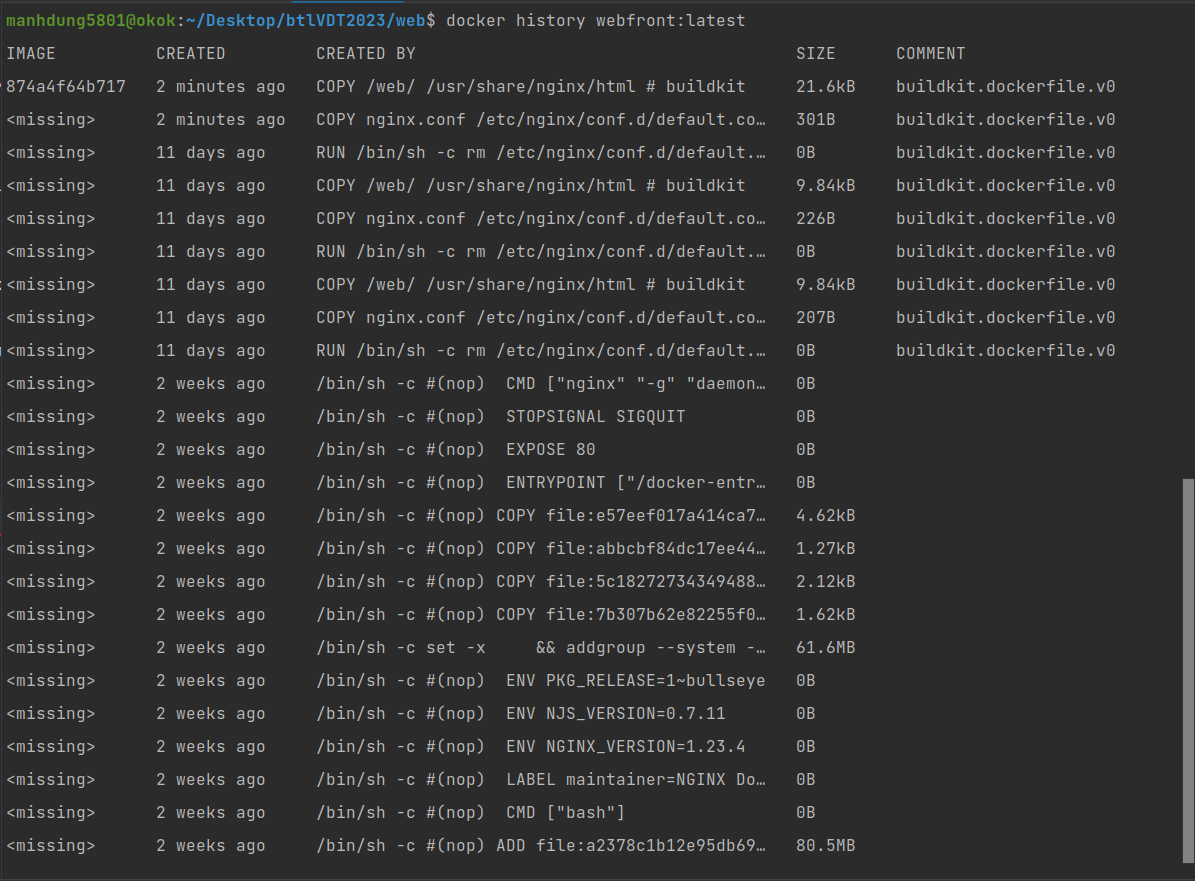 manhdung5801@okok:~/Desktop/btlVDT2023/web$ docker history webfront:latest
IMAGE CREATED CREATED BY SIZE COMMENT
874a4f64b717 2 minutes ago COPY /web/ /usr/share/nginx/html # buildkit 21.6kB buildkit.dockerfile.v0
<missing> 2 minutes ago COPY nginx.conf /etc/nginx/conf.d/default.co… 301B buildkit.dockerfile.v0
<missing> 11 days ago RUN /bin/sh -c rm /etc/nginx/conf.d/default.… 0B buildkit.dockerfile.v0
<missing> 11 days ago COPY /web/ /usr/share/nginx/html # buildkit 9.84kB buildkit.dockerfile.v0
<missing> 11 days ago COPY nginx.conf /etc/nginx/conf.d/default.co… 226B buildkit.dockerfile.v0
<missing> 11 days ago RUN /bin/sh -c rm /etc/nginx/conf.d/default.… 0B buildkit.dockerfile.v0
<missing> 11 days ago COPY /web/ /usr/share/nginx/html # buildkit 9.84kB buildkit.dockerfile.v0
<missing> 11 days ago COPY nginx.conf /etc/nginx/conf.d/default.co… 207B buildkit.dockerfile.v0
<missing> 11 days ago RUN /bin/sh -c rm /etc/nginx/conf.d/default.… 0B buildkit.dockerfile.v0
<missing> 2 weeks ago /bin/sh -c #(nop)  CMD ["nginx" "-g" "daemon… 0B
<missing> 2 weeks ago /bin/sh -c #(nop)  STOPSIGNAL SIGQUIT 0B
<missing> 2 weeks ago /bin/sh -c #(nop)  EXPOSE 80 0B
<missing> 2 weeks ago /bin/sh -c #(nop)  ENTRYPOINT ["/docker-entr… 0B
<missing> 2 weeks ago /bin/sh -c #(nop) COPY file:e57eef017a414ca7… 4.62kB
<missing> 2 weeks ago /bin/sh -c #(nop) COPY file:abbcbf84dc17ee44… 1.27kB
<missing> 2 weeks ago /bin/sh -c #(nop) COPY file:5c18272734349488… 2.12kB
<missing> 2 weeks ago /bin/sh -c #(nop) COPY file:7b307b62e82255f0… 1.62kB
<missing> 2 weeks ago /bin/sh -c set -x     && addgroup --system -… 61.6MB
<missing> 2 weeks ago /bin/sh -c #(nop)  ENV PKG_RELEASE=1~bullseye 0B
<missing> 2 weeks ago /bin/sh -c #(nop)  ENV NJS_VERSION=0.7.11 0B
<missing> 2 weeks ago /bin/sh -c #(nop)  ENV NGINX_VERSION=1.23.4 0B
<missing> 2 weeks ago /bin/sh -c #(nop)  LABEL maintainer=NGINX Do… 0B
<missing> 2 weeks ago /bin/sh -c #(nop)  CMD ["bash"] 0B
<missing> 2 weeks ago /bin/sh -c #(nop) ADD file:a2378c1b12e95db69… 80.5MB